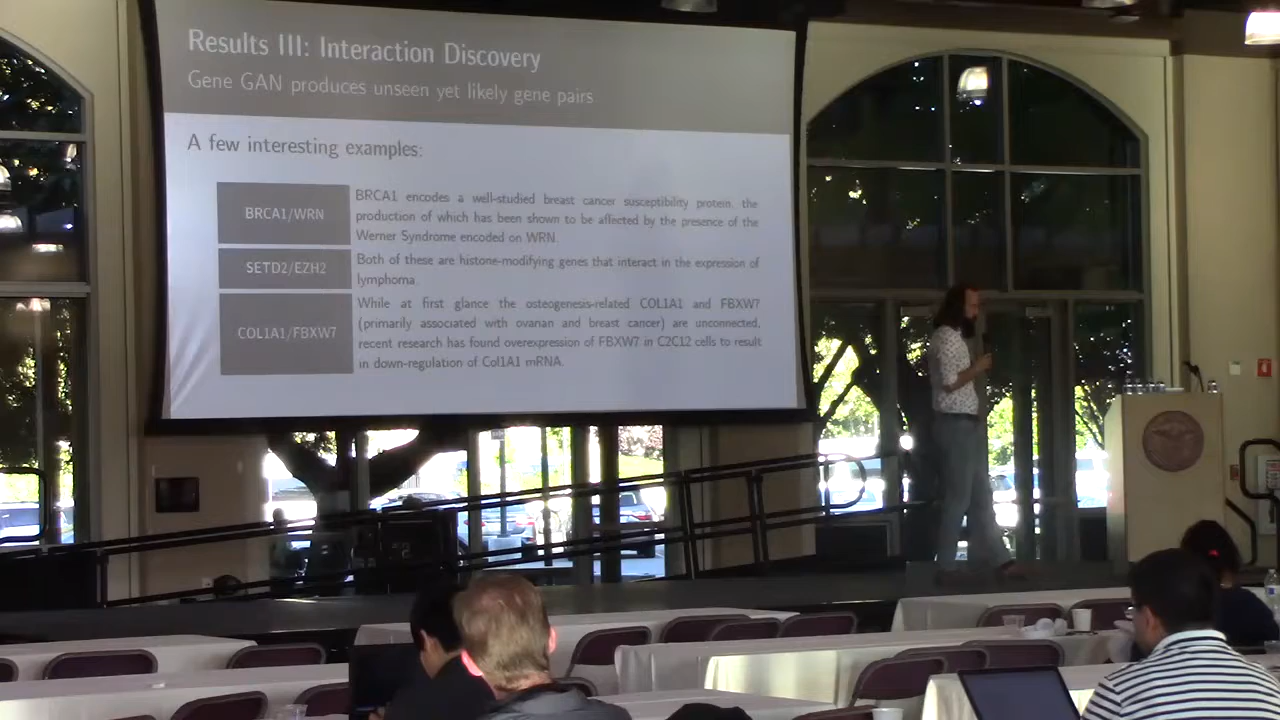 Results III: Interaction Discovery
Gene GAN produces unseen yet likely gene pairs
A few interesting examples:
BRCA1/WRN
BRCA1 encodes a well-studied breast cancer susceptibility protein, the
production of which has been shown to be affected by the presence of the
Werner Syndrome encoded on WRN.
SETD2/EZH2
Both of these are histone-modifying genes that interact in the expression of
lymphoma.
COL1A1/FBXW7
While at first glance the osteogenesis-related COL1A1 and FBXW7
(primarily associated with ovarian and breast cancer) are unconnected,
recent research has found overexpression of FBXW7 in C2C12 cells to result
in down-regulation of Col1A1 mRNA.